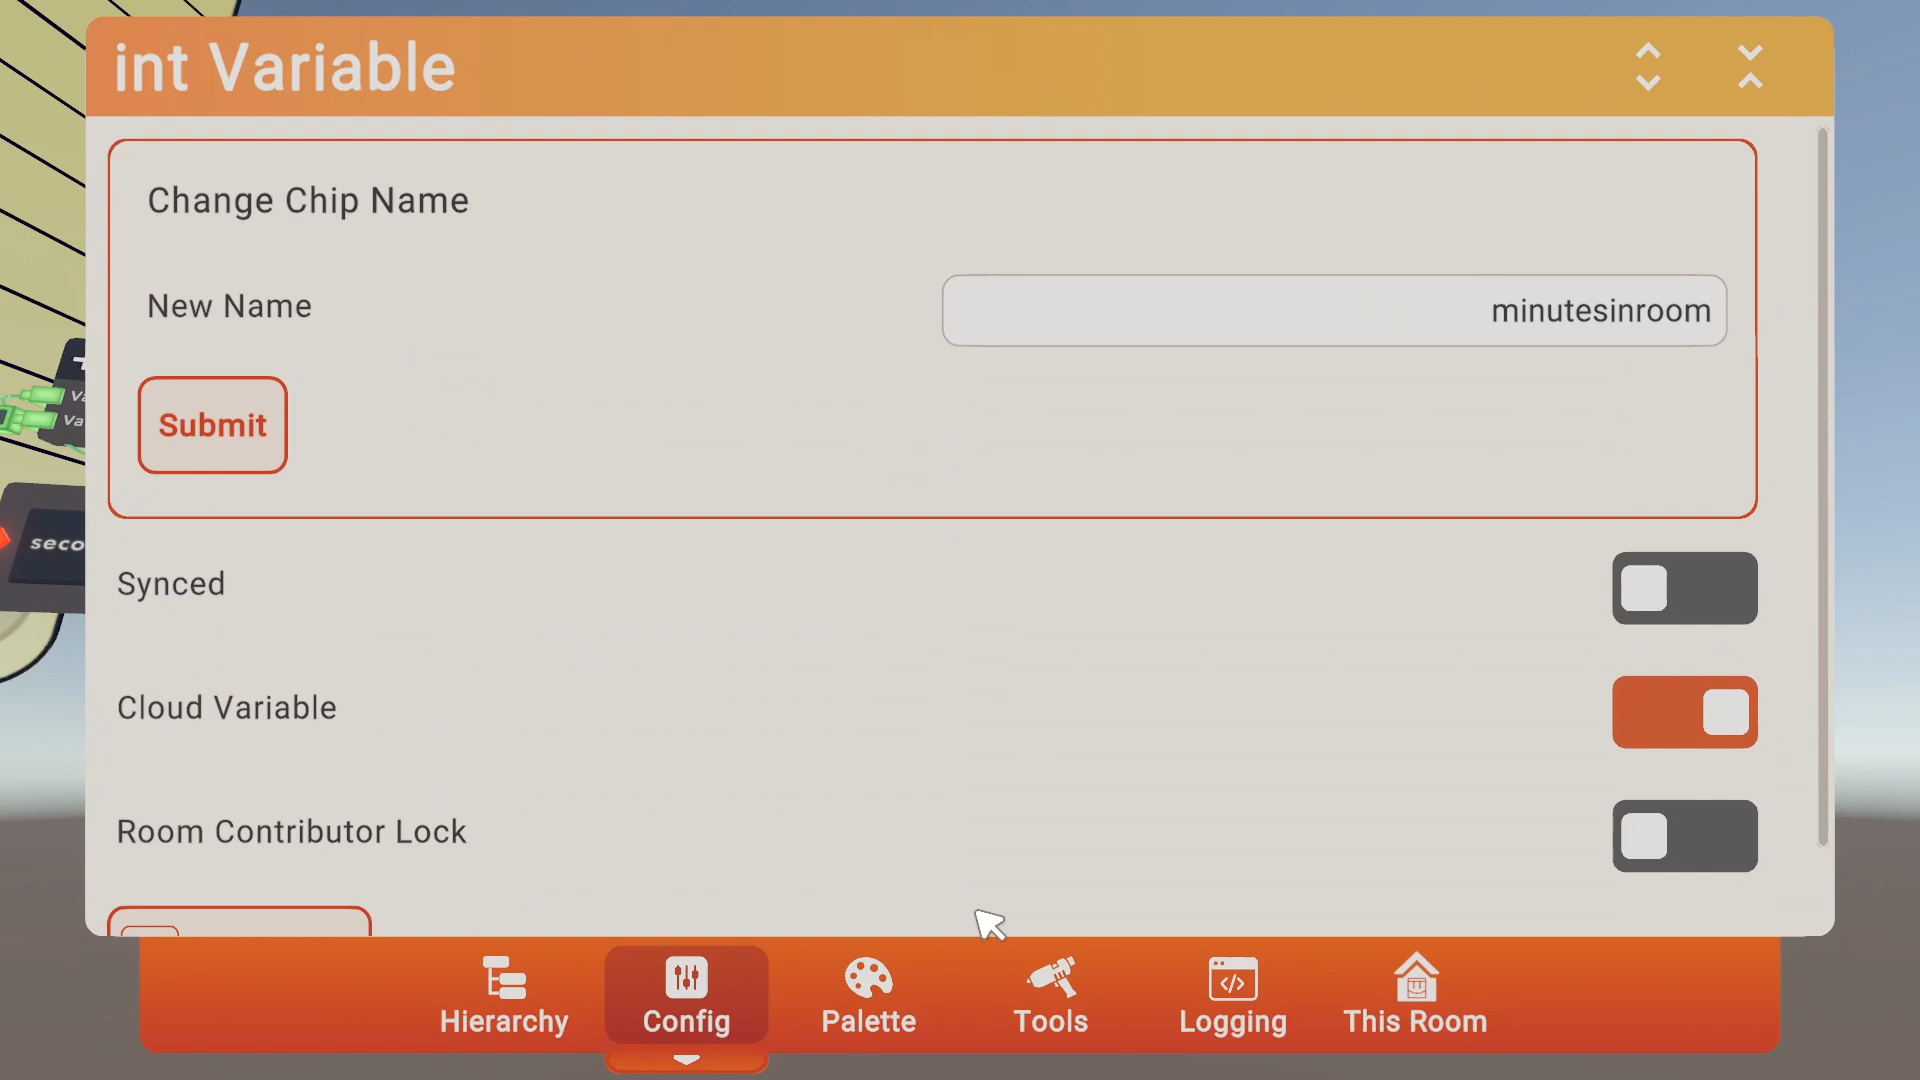 int Variable
Change Chip Name
New Name
minutesinroom
Submit
seco
Synced
Cloud Variable
Room Contributor Lock
Hierarchy
Config
Palette
Tools
Logging
This Room